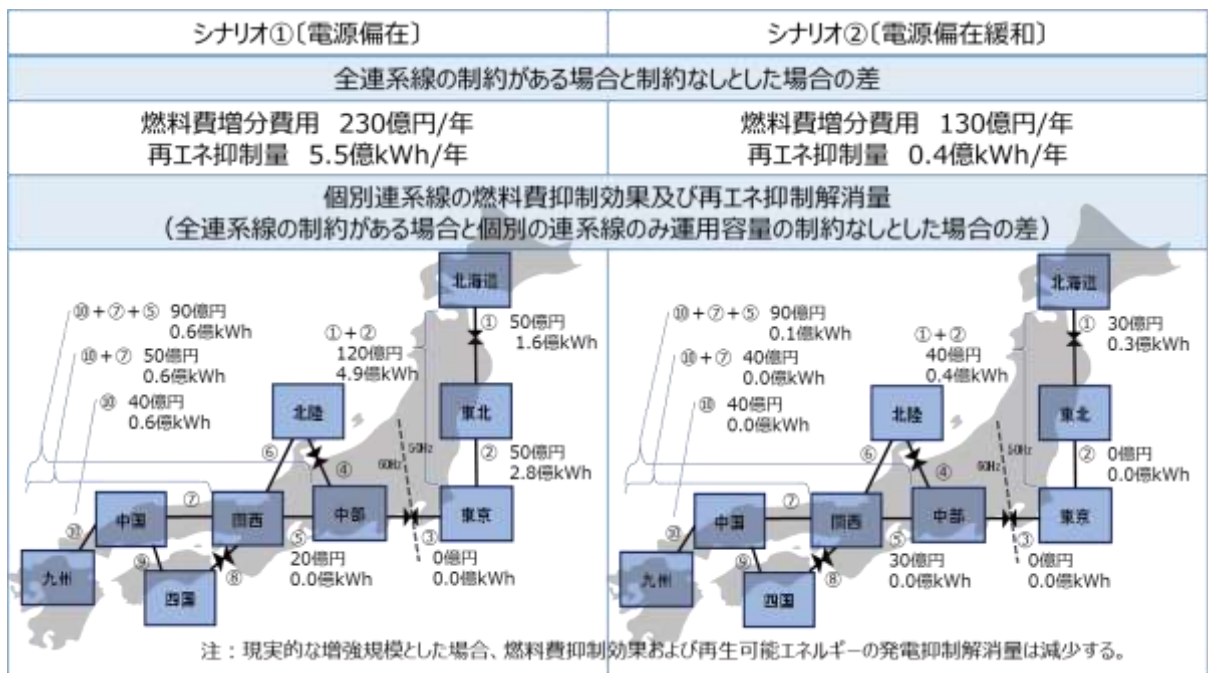 シナリオ①〔電源偏在〕
シナリオ②〔電源偏在緩和〕
全連系線の制約がある場合と制約なしとした場合の差
燃料費増分費用 230億円/年
再エネ抑制量 5.5億kWh/年
燃料費増分費用 130億円/年
再エネ抑制量 0.4億kWh/年
個別連系線の燃料費抑制効果及び再エネ抑制解消量
（全連系線の制約がある場合と個別の連系線のみ運用容量の制約なしとした場合の差）
北海道
⑩+⑦+⑤ 90億円
0.6億kWh
①+②
120億円
4.9億kWh
① 50億円
1.6億kWh
⑩+⑦ 50億円
0.6億kWh
⑩ 40億円
0.6億kWh
北陸
東北
⑥
④
60Hz
50Hz
② 50億円
2.8億kWh
⑦
中国
関西
中部
東京
⑩
⑨
⑧
⑤
20億円
0.0億kWh
③
0億円
0.0億kWh
九州
四国
北海道
⑩+⑦+⑤ 90億円
0.1億kWh
①+②
40億円
0.4億kWh
① 30億円
0.3億kWh
⑩+⑦ 40億円
0.0億kWh
⑩ 40億円
0.0億kWh
北陸
東北
⑥
④
60Hz
50Hz
② 0億円
0.0億kWh
⑦
中国
関西
中部
東京
⑩
⑨
⑧
⑤
30億円
0.0億kWh
③
0億円
0.0億kWh
九州
四国
注：現実的な増強規模とした場合、燃料費抑制効果および再生可能エネルギーの発電抑制解消量は減少する。